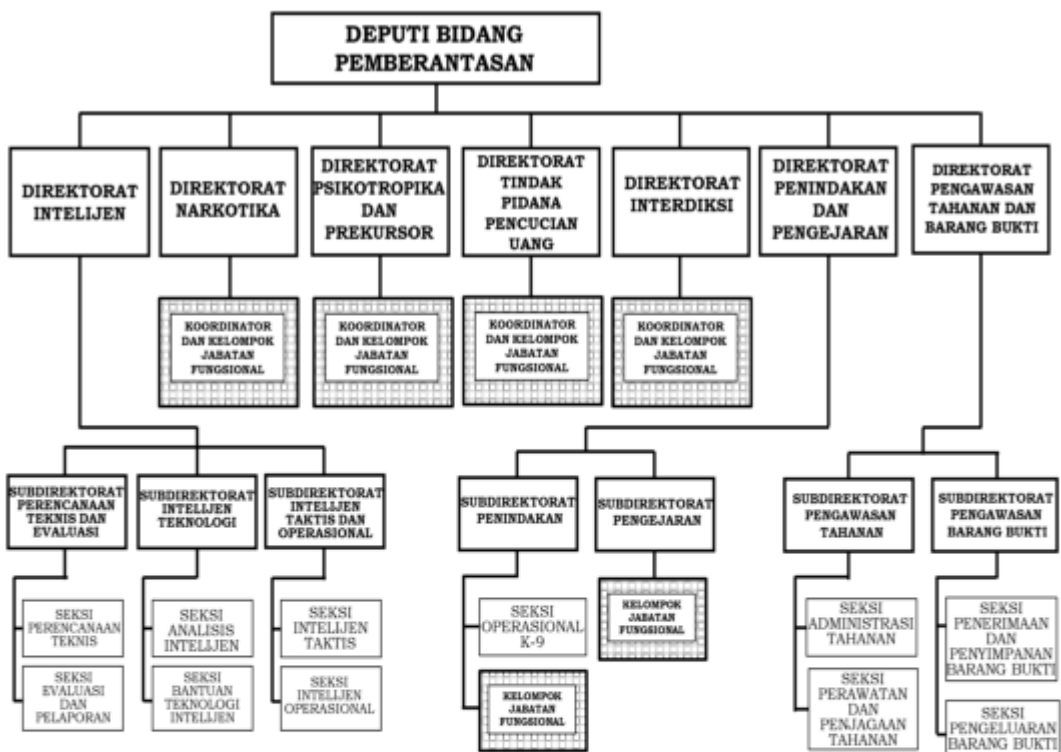 DEPUTI BIDANG
PEMBERANTASAN
DIREKTORAT
INTELIJEN
DIREKTORAT
NARKOTIKA
DIREKTORAT
PSIKOTROPIKA
DAN
PREKURSOR
DIREKTORAT
TINDAK
PIDANA
PENCUCIAN
UANG
DIREKTORAT
INTERDIKSI
DIREKTORAT
PENINDAKAN
DAN
PENGEJARAN
DIREKTORAT
PENGAWASAN
TAHANAN DAN
BARANG BUKTI
KOORDINATOR
DAN KELOMPOK
JABATAN
FUNGSIONAL
KOORDINATOR
DAN KELOMPOK
JABATAN
FUNGSIONAL
KOORDINATOR
DAN KELOMPOK
JABATAN
FUNGSIONAL
KOORDINATOR
DAN KELOMPOK
JABATAN
FUNGSIONAL
SUBDIREKTORAT
PERENCANAAN
TEKNIS DAN
EVALUASI
SUBDIREKTORAT
INTELIJEN
TEKNOLOGI
SUBDIREKTORAT
INTELIJEN
TAKTIS DAN
OPERASIONAL
SUBDIREKTORAT
PENINDAKAN
SUBDIREKTORAT
PENGEJARAN
SUBDIREKTORAT
PENGAWASAN
TAHANAN
SUBDIREKTORAT
PENGAWASAN
BARANG BUKTI
SEKSI
PERENCANAAN
TEKNIS
SEKSI
ANALISIS
INTELIJEN
SEKSI
INTELIJEN
TAKTIS
SEKSI
OPERASIONAL
K-9
KELOMPOK
JABATAN
FUNGSIONAL
SEKSI
ADMINISTRASI
TAHANAN
SEKSI
PENERIMAAN
DAN
PENYIMPANAN
BARANG BUKTI
SEKSI
EVALUASI
DAN
PELAPORAN
SEKSI
BANTUAN
TEKNOLOGI
INTELIJEN
SEKSI
INTELIJEN
OPERASIONAL
KELOMPOK
JABATAN
FUNGSIONAL
SEKSI
PERAWATAN
DAN
PENJAGAAN
TAHANAN
SEKSI
PENGELUARAN
BARANG BUKTI